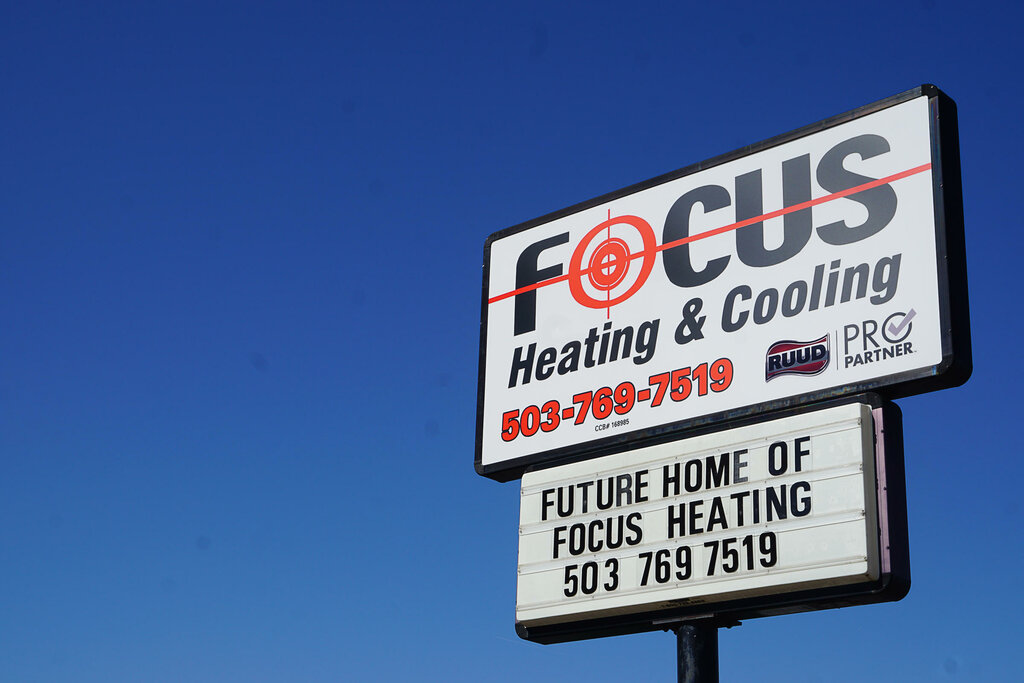 FOCUS
Heating & Cooling
503-769-7519
CCB# 168985
RUUD
PRO
PARTNER
FUTURE HOME OF
FOCUS HEATING
503 769 7519